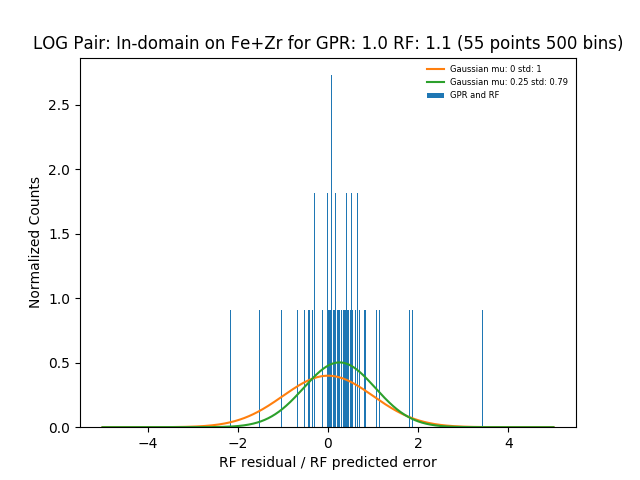 LOG Pair: In-domain on Fe+Zr for GPR: 1.0 RF: 1.1 (55 points 500 bins)
Gaussian mu: 0 std: 1
Gaussian mu: 0.25 std: 0.79
GPR and RF
Normalized Counts
2.5
2.0
1.5
1.0
0.5
0.0
−4
−2
0
2
4
RF residual / RF predicted error